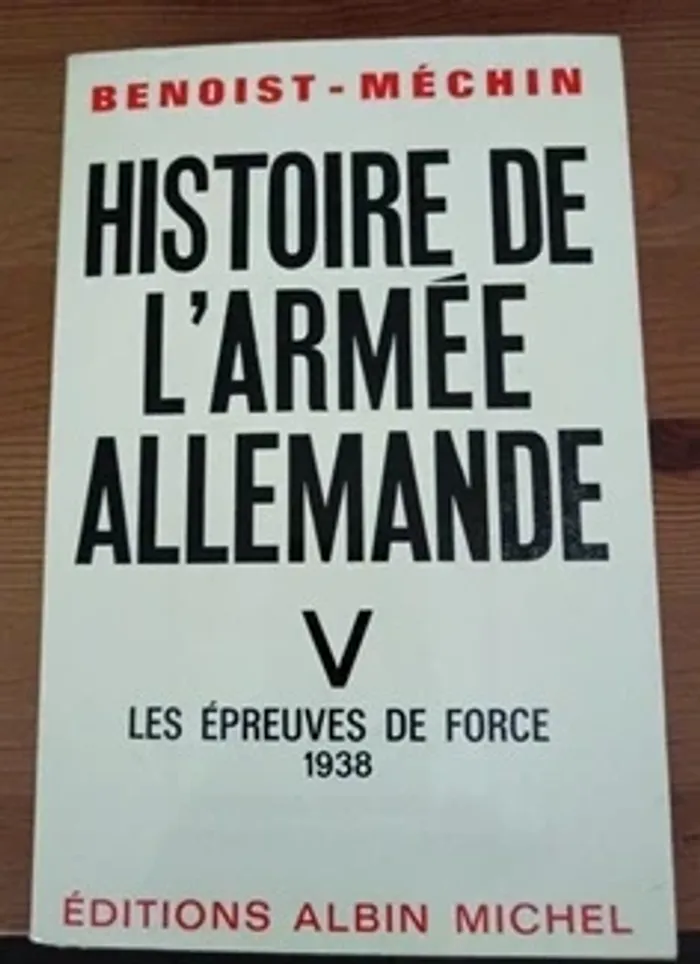 BENOIST-MÉCHIN
HISTOIRE DE
L'ARMÉE
ALLEMANDE
V
LES ÉPREUVES DE FORCE
1938
ÉDITIONS ALBIN MICHEL